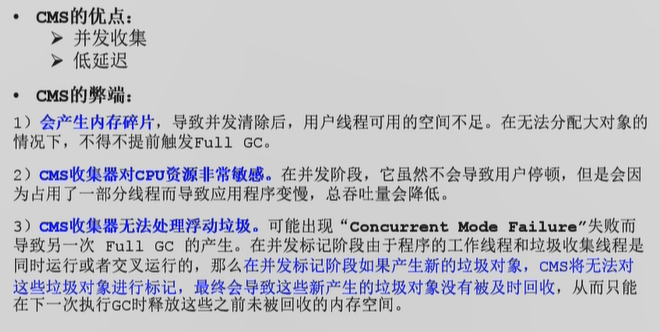 • CMS的优点：
➢ 并发收集
➢ 低延迟
• CMS的弊端：
1）会产生内存碎片，导致并发清除后，用户线程可用的空间不足。在无法分配大对象的
情况下，不得不提前触发Full GC。
2）CMS收集器对CPU资源非常敏感。在并发阶段，它虽然不会导致用户停顿，但是会因
为占用了一部分线程而导致应用程序变慢，总吞吐量会降低。
3）CMS收集器无法处理浮动垃圾。可能出现“Concurrent Mode Failure"失败而
导致另一次 Full GC 的产生。在并发标记阶段由于程序的工作线程和垃圾收集线程是
同时运行或者交叉运行的，那么在并发标记阶段如果产生新的垃圾对象，CMS将无法对
这些垃圾对象进行标记，最终会导致这些新产生的垃圾对象没有被及时回收，从而只能
在下一次执行GC时释放这些之前未被回收的内存空间。